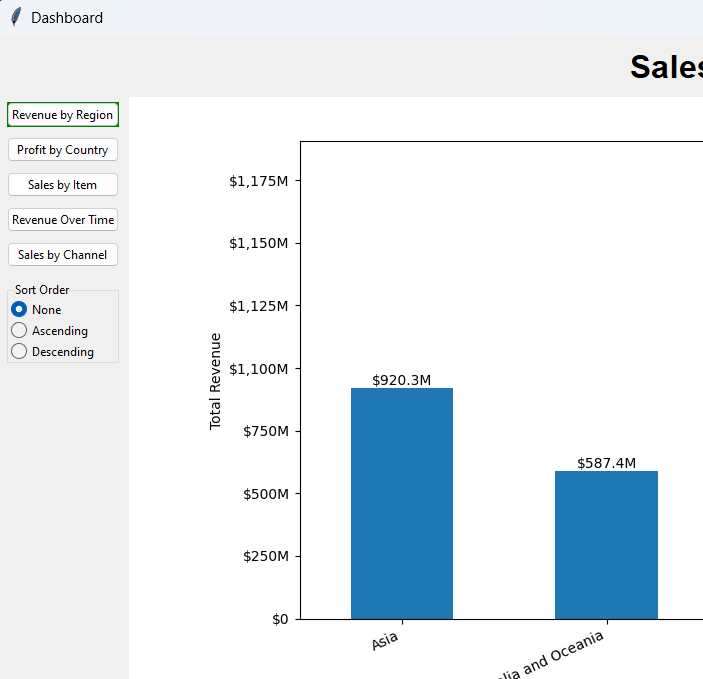 Dashboard
Sales
Revenue by Region
Profit by Country
Sales by Item
Revenue Over Time
Sales by Channel
Sort Order
None
Ascending
Descending
Total Revenue
$1,175M
$1,150M
$1,125M
$1,100M
$750M
$500M
$250M
$0
$920.3M
$587.4M
Asia
lia and Oceania